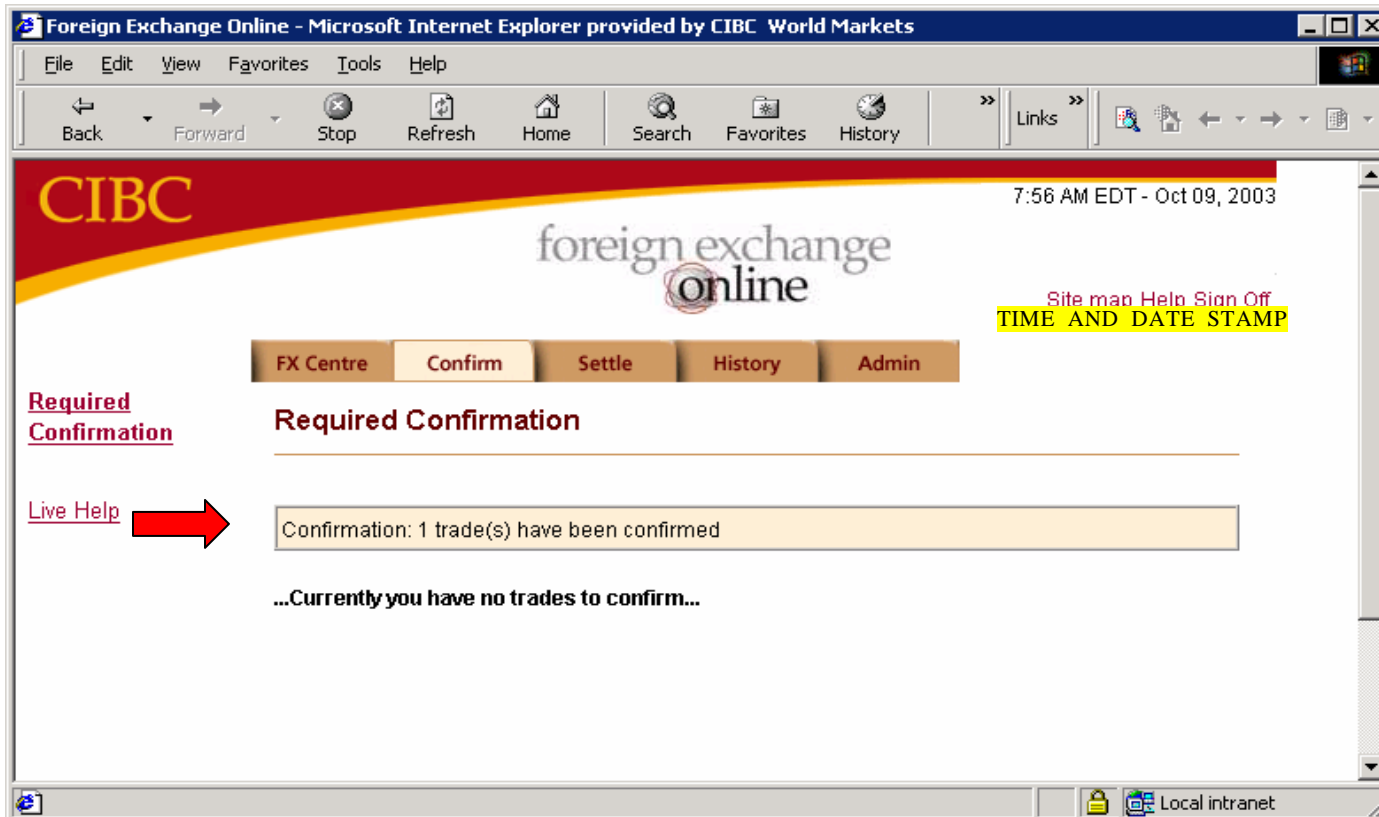 Foreign Exchange Online - Microsoft Internet Explorer provided by CIBC World Markets
File Edit View Favorites Tools Help
Back Forward Stop Refresh Home Search Favorites History » Links »
CIBC
7:56 AM EDT - Oct 09, 2003
foreign exchange
online
Site map Help Sign Off
TIME AND DATE STAMP
FX Centre Confirm Settle History Admin
Required
Confirmation
Required Confirmation
Live Help
Confirmation: 1 trade(s) have been confirmed
...Currently you have no trades to confirm...
Local intranet